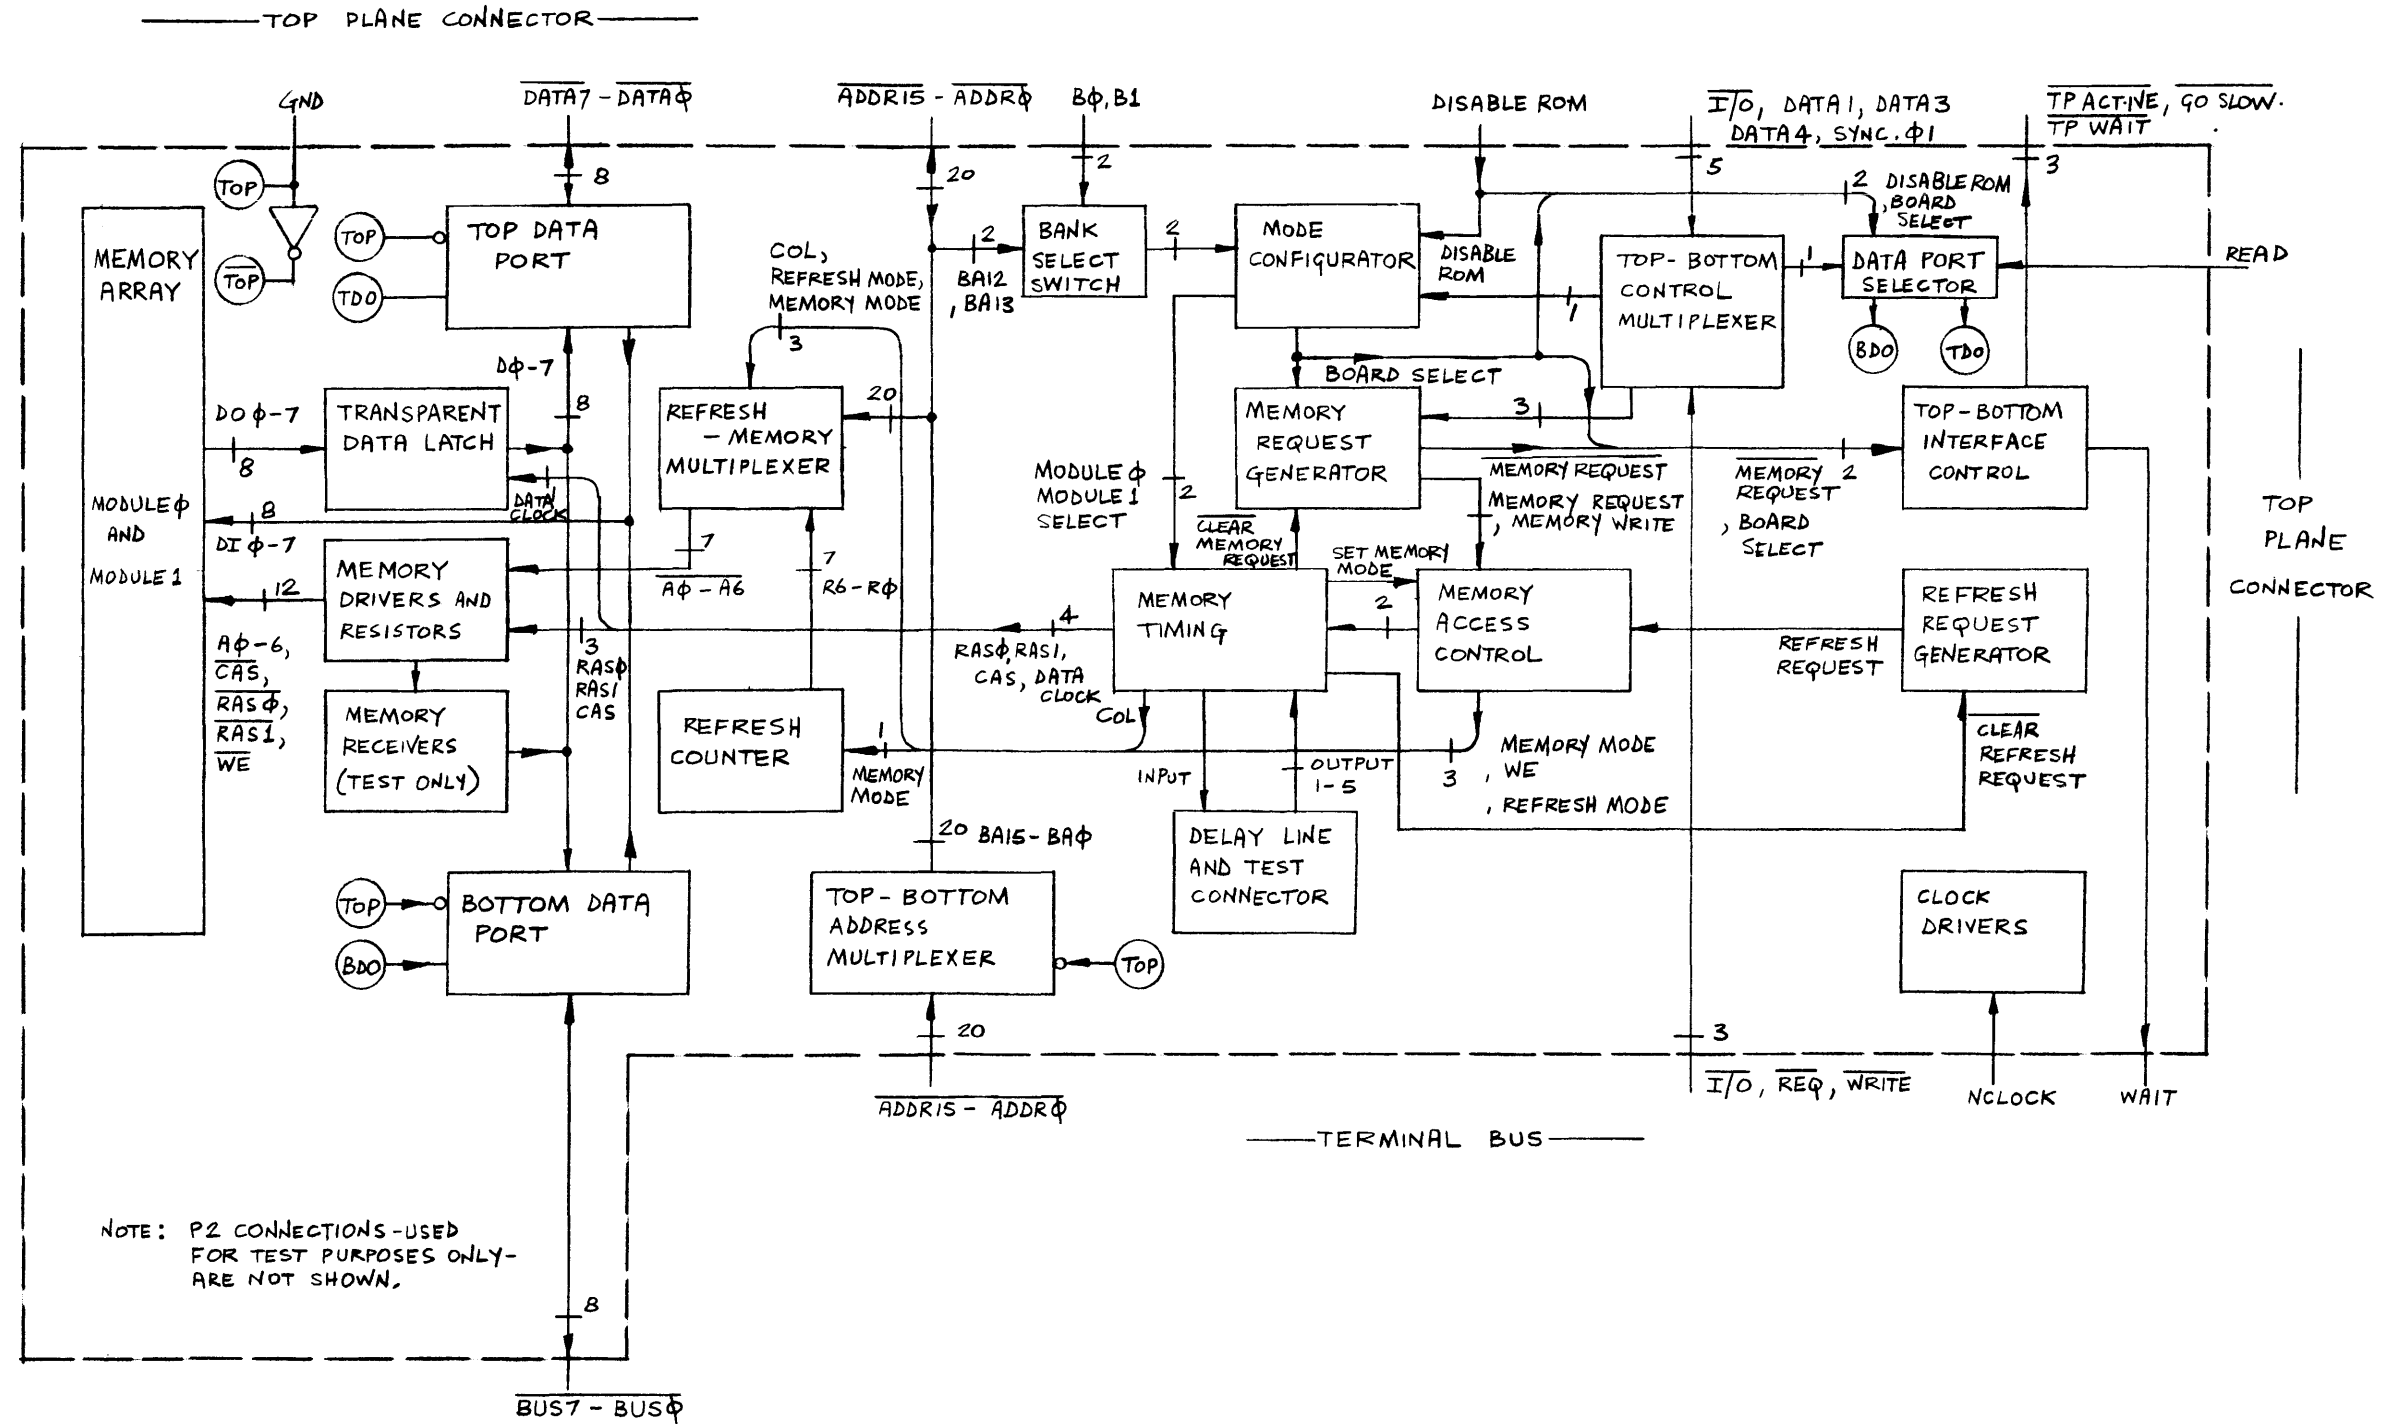 TOP PLANE CONNECTOR
GND
DATA7 - DATAϕ
ADDR15 - ADDRϕ
Bϕ, B1
DISABLE ROM
I/O, DATA1, DATA3
DATA4, SYNC.ϕ1
TP ACTIVE, GO SLOW.
TP WAIT
TOP
TOP
8
20
2
5
3
2
DISABLE ROM
, BOARD
SELECT
MEMORY
ARRAY
MODULEϕ
AND
MODULE1
TOP
TDO
TOP DATA
PORT
COL,
REFRESH MODE,
MEMORY MODE
3
2
BA12
, BA13
BANK
SELECT
SWITCH
2
MODE
CONFIGURATOR
DISABLE
ROM
1
TOP-BOTTOM
CONTROL
MULTIPLEXER
1
DATA PORT
SELECTOR
READ
BDO
TDO
BOARD SELECT
Dϕ-7
8
DOϕ-7
8
TRANSPARENT
DATA LATCH
1
DATA
CLOCK
REFRESH
- MEMORY
MULTIPLEXER
20
MEMORY
REQUEST
GENERATOR
3
MEMORY REQUEST
MEMORY REQUEST
, MEMORY WRITE
MEMORY
REQUEST
, BOARD
SELECT
2
TOP-BOTTOM
INTERFACE
CONTROL
TOP
PLANE
CONNECTOR
MODULEϕ
MODULE1
SELECT
2
CLEAR
MEMORY
REQUEST
8
DIϕ-7
12
Aϕ-6,
CAS,
RASϕ,
RAS1,
WE
MEMORY
DRIVERS AND
RESISTORS
7
Aϕ-A6
7
R6-Rϕ
3
RASϕ
RAS1
CAS
4
RASϕ, RAS1,
CAS, DATA
CLOCK
MEMORY
TIMING
SET MEMORY
MODE
2
MEMORY
ACCESS
CONTROL
REFRESH
REQUEST
REFRESH
REQUEST
GENERATOR
MEMORY
RECEIVERS
(TEST ONLY)
REFRESH
COUNTER
1
MEMORY
MODE
COL
INPUT
OUTPUT
1-5
3
MEMORY MODE
, WE
, REFRESH MODE
CLEAR
REFRESH
REQUEST
20
BA15-BAϕ
DELAY LINE
AND TEST
CONNECTOR
TOP
BDO
BOTTOM DATA
PORT
TOP-BOTTOM
ADDRESS
MULTIPLEXER
TOP
CLOCK
DRIVERS
20
3
ADDR15 - ADDRϕ
I/O, REQ, WRITE
NCLOCK
WAIT
TERMINAL BUS
NOTE: P2 CONNECTIONS-USED
FOR TEST PURPOSES ONLY-
ARE NOT SHOWN.
8
BUS7 - BUSϕ